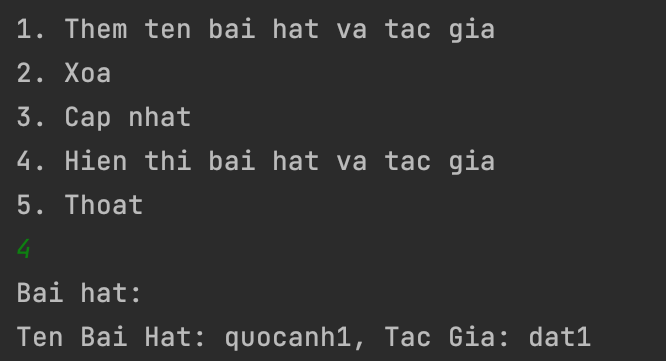 1. Them ten bai hat va tac gia
2. Xoa
3. Cap nhat
4. Hien thi bai hat va tac gia
5. Thoat
4
Bai hat:
Ten Bai Hat: quocanh1, Tac Gia: dat1